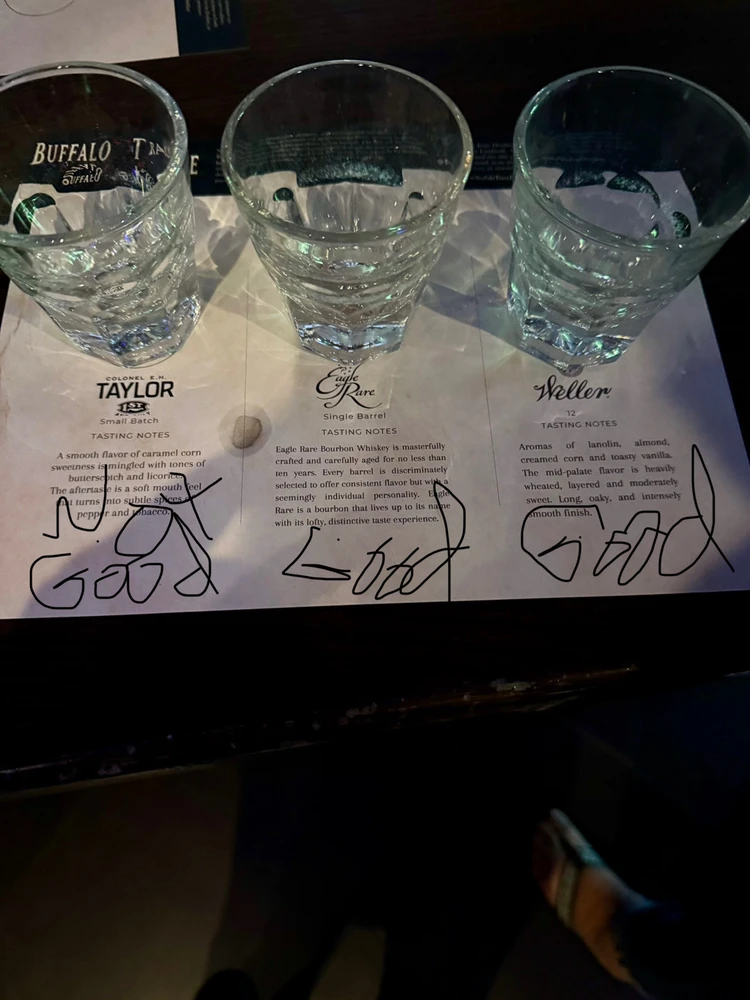 BUFFALO TRA E
BUFFALO
COLONEL E.H.
TAYLOR
Small Batch
TASTING NOTES
A smooth flavor of caramel corn
sweetness is mingled with tones of
butterscotch and licorice.
The aftertaste is a soft mouth feel
that turns into subtle spices of
pepper and tobacco.
Not
Good
Eagle
Rare
Single Barrel
TASTING NOTES
Eagle Rare Bourbon Whiskey is masterfully
crafted and carefully aged for no less than
ten years. Every barrel is discriminately
selected to offer consistent flavor but with a
seemingly individual personality. Eagle
Rare is a bourbon that lives up to its name
with its lofty, distinctive taste experience.
Good
Weller
12
TASTING NOTES
Aromas of lanolin, almond,
creamed corn and toasty vanilla.
The mid-palate flavor is heavily
wheated, layered and moderately
sweet. Long, oaky, and intensely
smooth finish.
Good